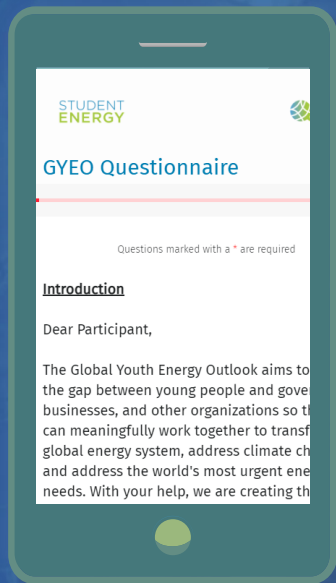 STUDENT
ENERGY
GYEO Questionnaire
Questions marked with a * are required
Introduction
Dear Participant,
The Global Youth Energy Outlook aims to
the gap between young people and gove
businesses, and other organizations so th
can meaningfully work together to transf
global energy system, address climate ch
and address the world's most urgent ene
needs. With your help, we are creating th